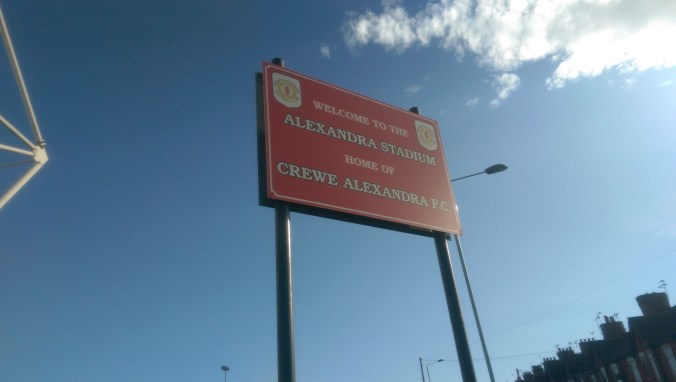 WELCOME TO THE
ALEXANDRA STADIUM
HOME OF
CREWE ALEXANDRA F.C.